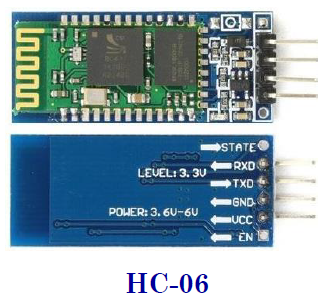 STATE
RXD
LEVEL:3.3V
TXD
GND
POWER:3.6V-6V
VCC
EN
HC-06